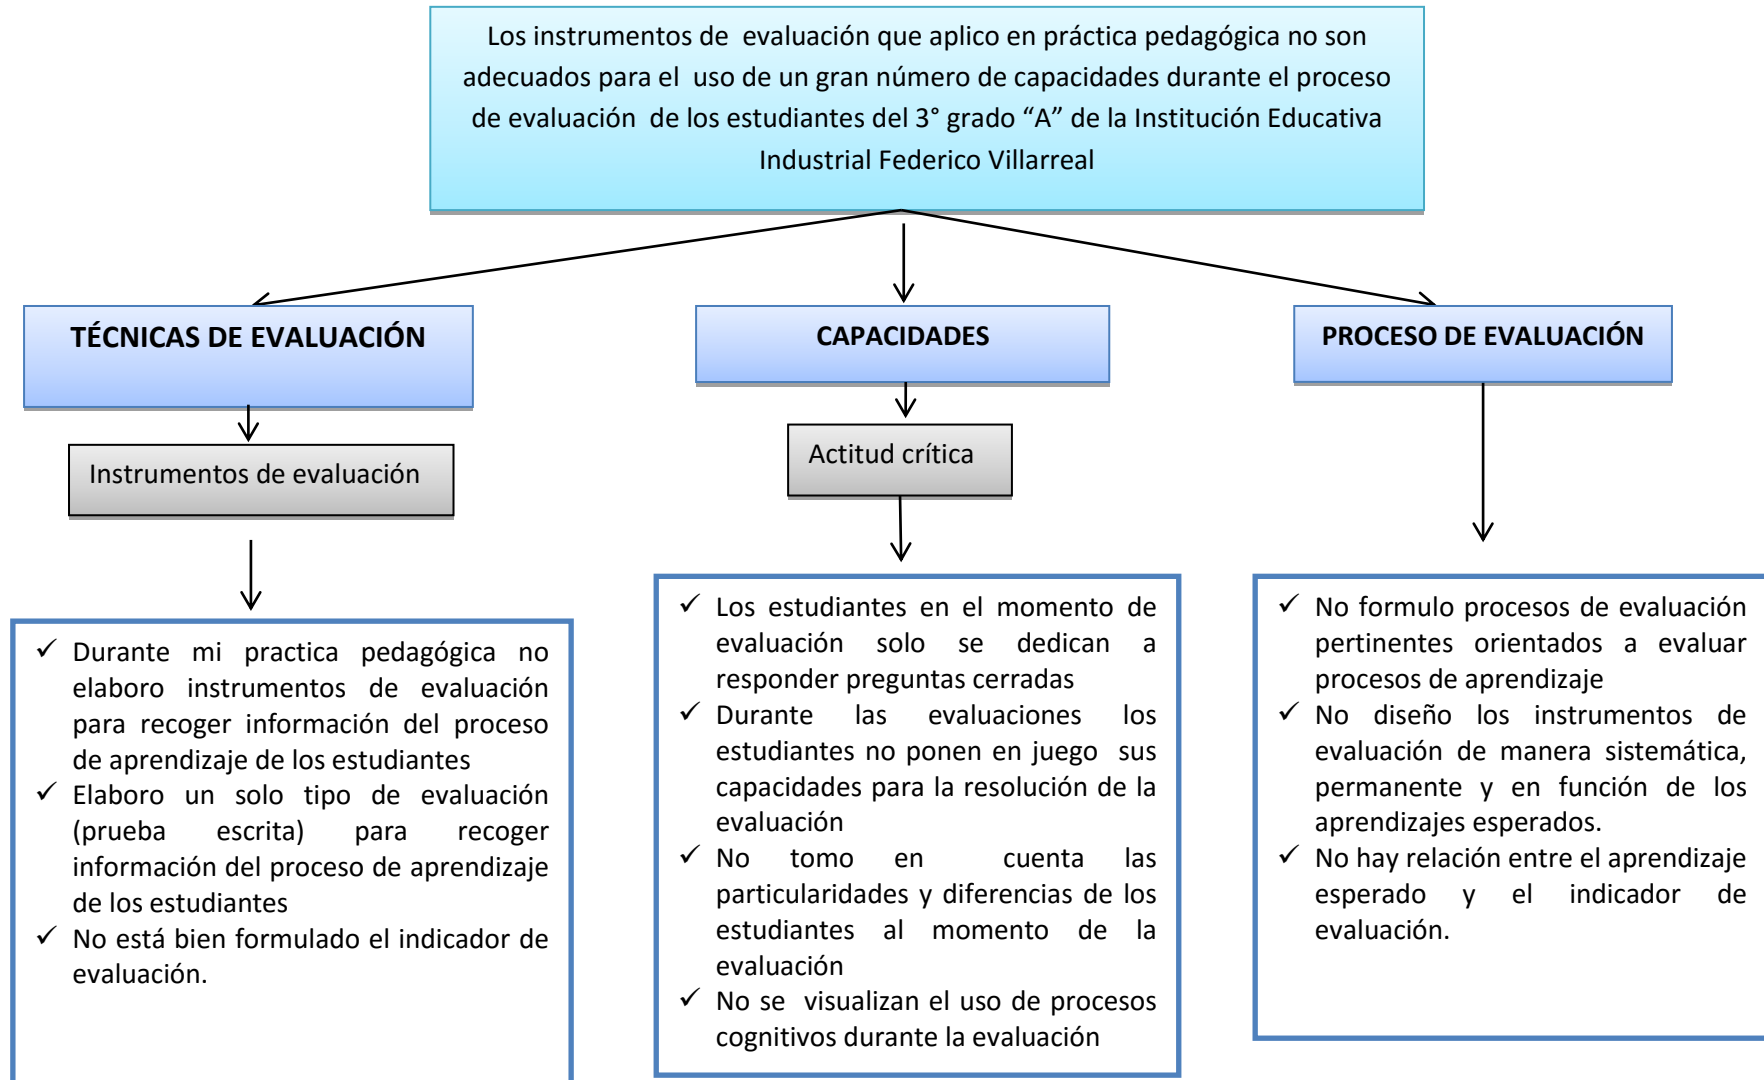 Los instrumentos de evaluación que aplico en práctica pedagógica no son
adecuados para el uso de un gran número de capacidades durante el proceso
de evaluación de los estudiantes del 3° grado “A” de la Institución Educativa
Industrial Federico Villarreal
TÉCNICAS DE EVALUACIÓN
CAPACIDADES
PROCESO DE EVALUACIÓN
Instrumentos de evaluación
Actitud crítica
✓ Durante mi practica pedagógica no
elaboro instrumentos de evaluación
para recoger información del proceso
de aprendizaje de los estudiantes
✓ Elaboro un solo tipo de evaluación
(prueba escrita) para recoger
información del proceso de aprendizaje
de los estudiantes
✓ No está bien formulado el indicador de
evaluación.
✓ Los estudiantes en el momento de
evaluación solo se dedican a
responder preguntas cerradas
✓ Durante las evaluaciones los
estudiantes no ponen en juego sus
capacidades para la resolución de la
evaluación
✓ No tomo en cuenta las
particularidades y diferencias de los
estudiantes al momento de la
evaluación
✓ No se visualizan el uso de procesos
cognitivos durante la evaluación
✓ No formulo procesos de evaluación
pertinentes orientados a evaluar
procesos de aprendizaje
✓ No diseño los instrumentos de
evaluación de manera sistemática,
permanente y en función de los
aprendizajes esperados.
✓ No hay relación entre el aprendizaje
esperado y el indicador de
evaluación.